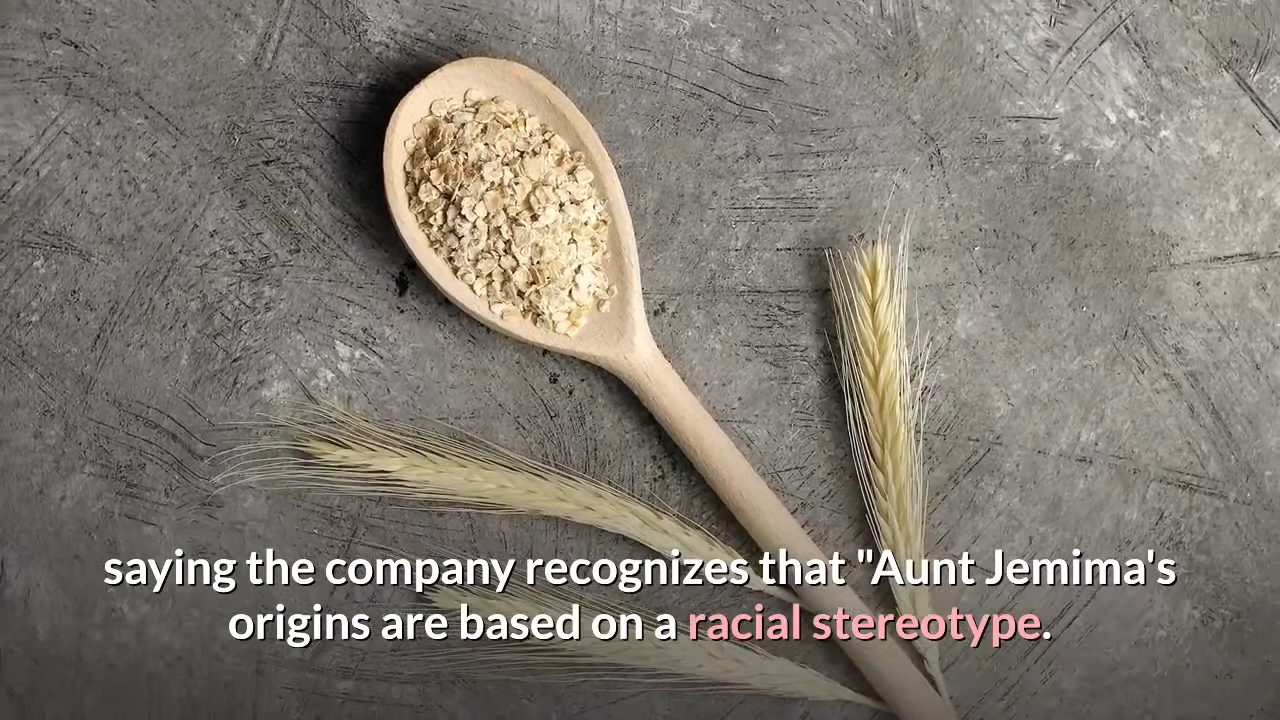 saying the company recognizes that "Aunt Jemima's
origins are based on a racial stereotype.